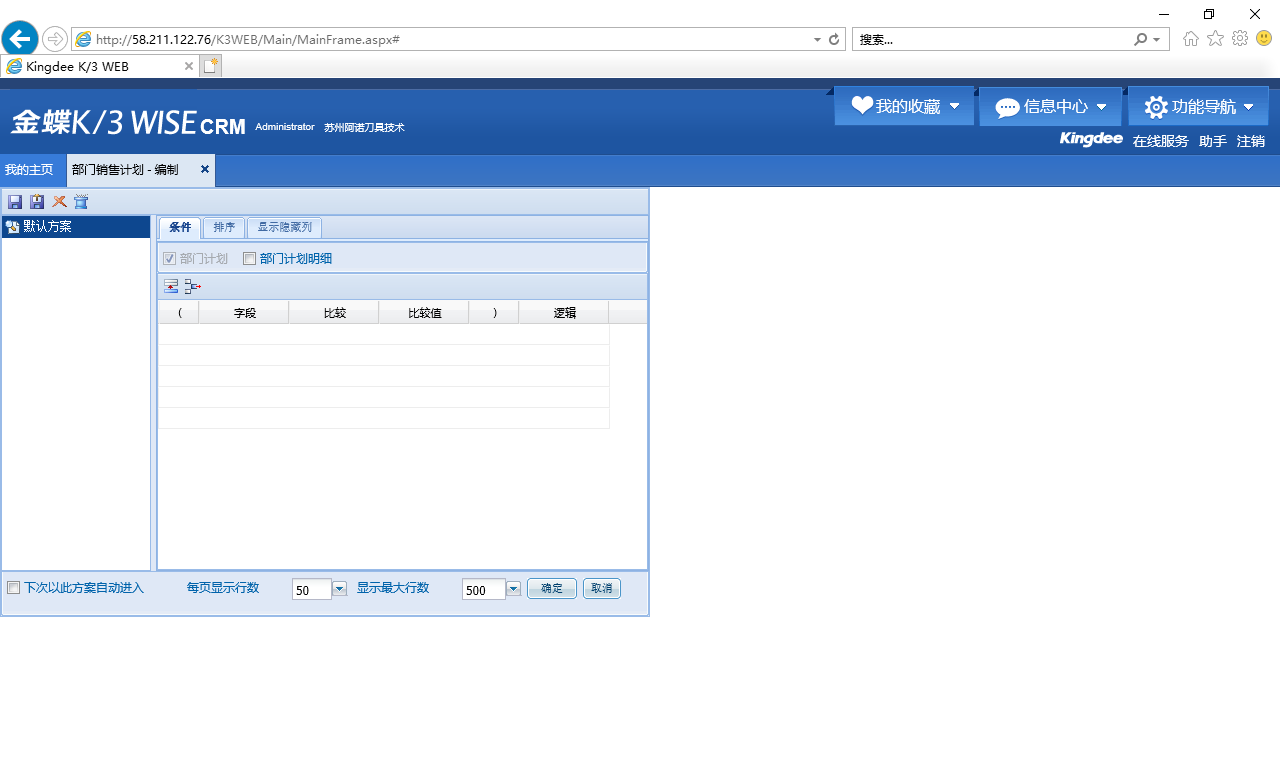 http://58.211.122.76/K3WEB/Main/MainFrame.aspx#
搜索...
Kingdee K/3 WEB
金蝶K/3 WISE CRM Administrator 苏州阿诺刀具技术
我的收藏 信息中心 功能导航
Kingdee 在线服务 助手 注销
我的主页 部门销售计划 - 编制
默认方案
条件 排序 显示隐藏列
部门计划 部门计划明细
( 字段 比较 比较值 ) 逻辑
下次以此方案自动进入 每页显示行数 50 显示最大行数 500 确定 取消